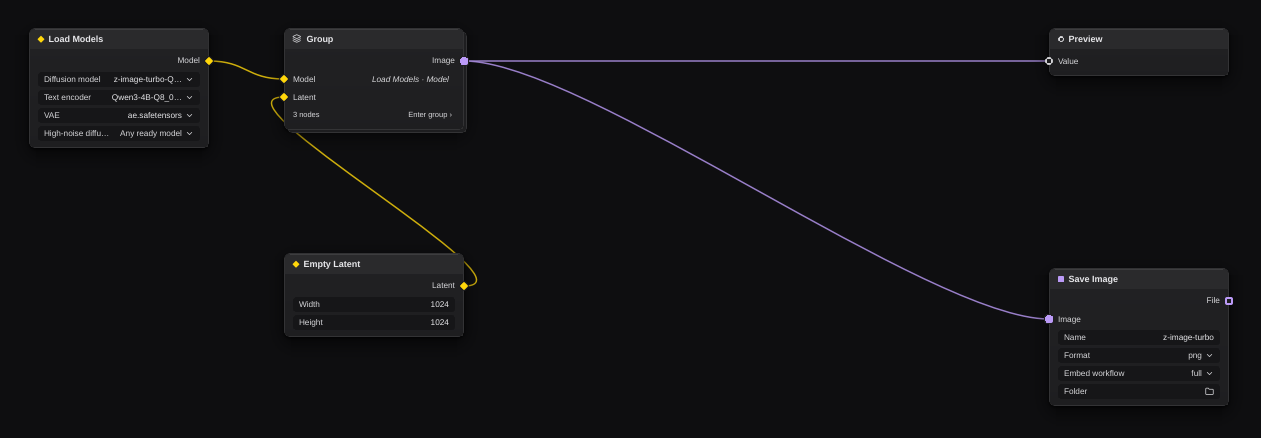 Load Models
Model
Diffusion model z-image-turbo-Q…
Text encoder Qwen3-4B-Q8_0…
VAE ae.safetensors
High-noise diffu… Any ready model
Group
Image
Model Load Models · Model
Latent
3 nodes Enter group ›
Empty Latent
Latent
Width 1024
Height 1024
Preview
Value
Save Image
File
Image
Name z-image-turbo
Format png
Embed workflow full
Folder